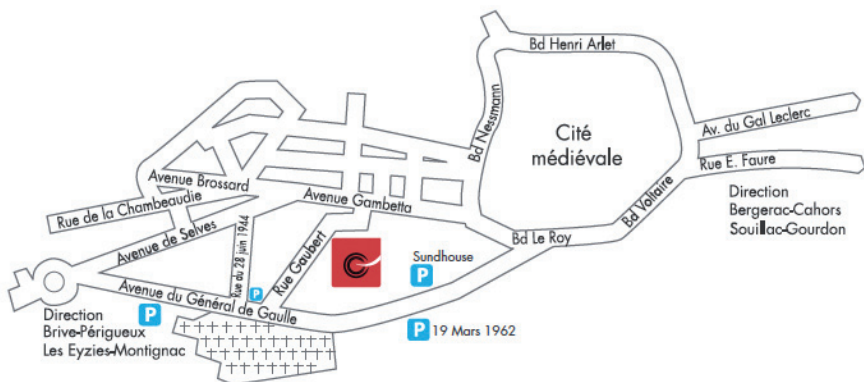 Bd Henri Arlet
Bd Nessmann
Cité
médiévale
Av. du Gal Leclerc
Rue E. Faure
Bd Voltaire
Direction
Bergerac-Cahors
Souillac-Gourdon
Avenue Brossard
Avenue Gambetta
Rue de la Chambeaudie
Avenue de Selves
Rue du 28 juin 1944
Rue Gaubert
Bd Le Roy
Sundhouse
P
P
Avenue du Général de Gaulle
P
P 19 Mars 1962
Direction
Brive-Périgueux
Les Eyzies-Montignac